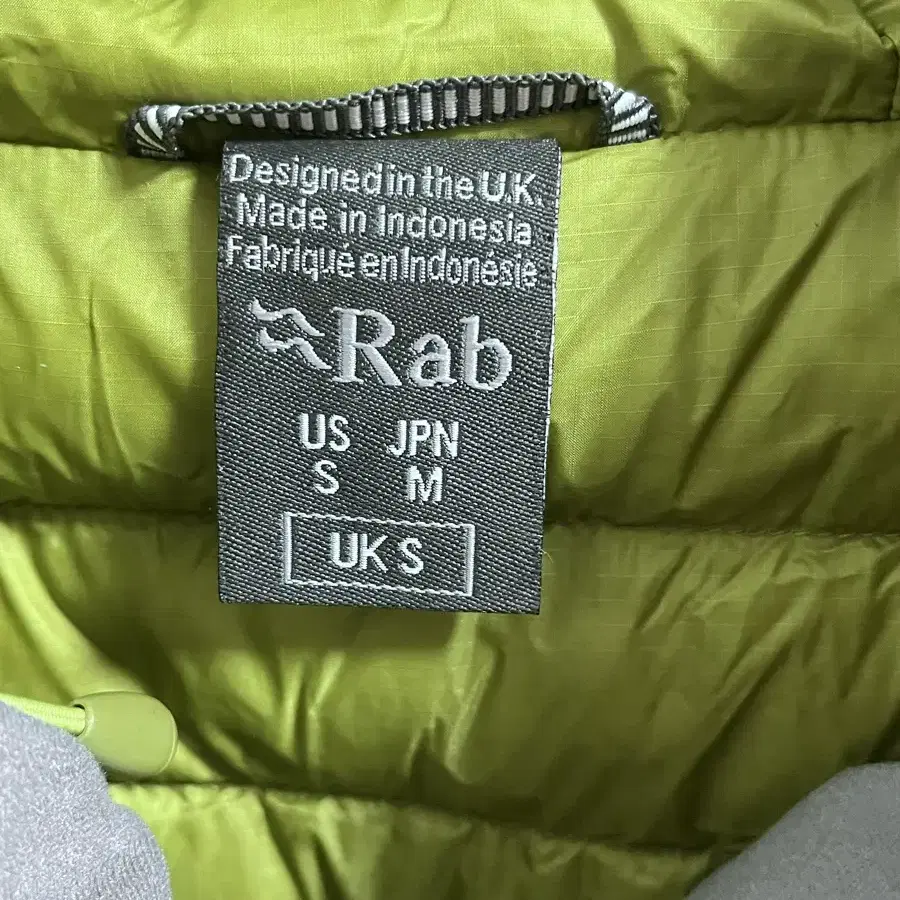 Designed in the U.K.
Made in Indonesia
Fabriqué en Indonésie
Rab
US JPN
S M
UK S